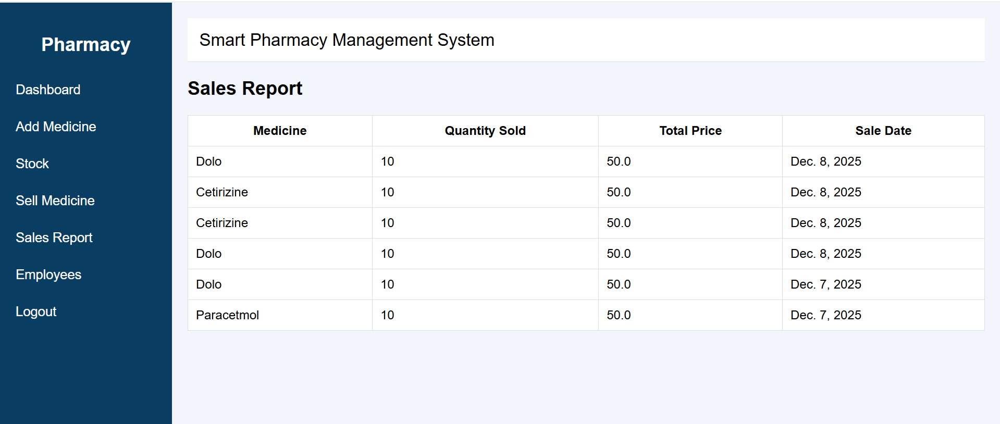 Pharmacy
Dashboard
Add Medicine
Stock
Sell Medicine
Sales Report
Employees
Logout
Smart Pharmacy Management System
Sales Report
Medicine Quantity Sold Total Price Sale Date
Dolo 10 50.0 Dec. 8, 2025
Cetirizine 10 50.0 Dec. 8, 2025
Cetirizine 10 50.0 Dec. 8, 2025
Dolo 10 50.0 Dec. 8, 2025
Dolo 10 50.0 Dec. 7, 2025
Paracetmol 10 50.0 Dec. 7, 2025